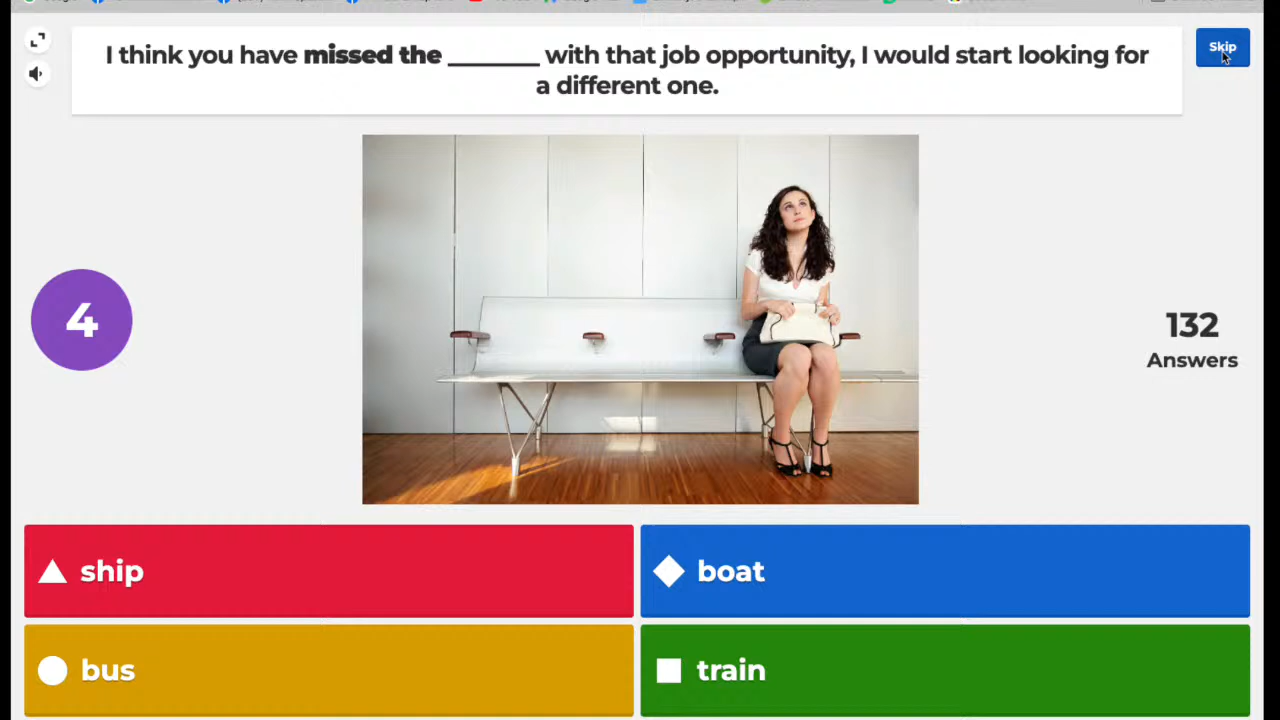 I think you have missed the _______ with that job opportunity, I would start looking for
a different one.
Skip
4
132
Answers
ship
boat
bus
train